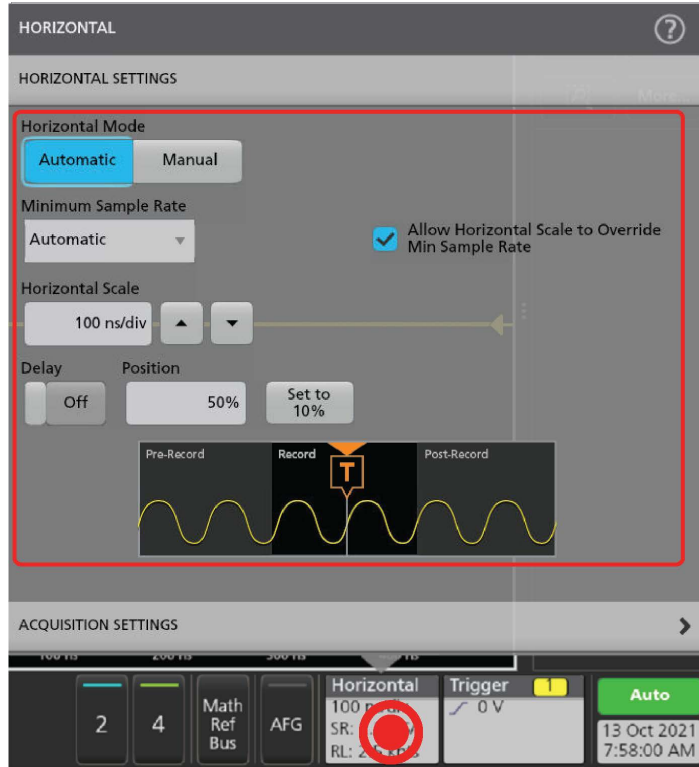 HORIZONTAL ?
HORIZONTAL SETTINGS
Horizontal Mode
Automatic Manual
Minimum Sample Rate
Automatic
Allow Horizontal Scale to Override
Min Sample Rate
Horizontal Scale
100 ns/div
Delay Position
Off 50% Set to
10%
Pre-Record Record Post-Record
T
ACQUISITION SETTINGS
2 4 Math
Ref
Bus
AFG
Horizontal
100
SR:
RL:
Trigger 1
0 V
Auto
13 Oct 2021
7:58:00 AM